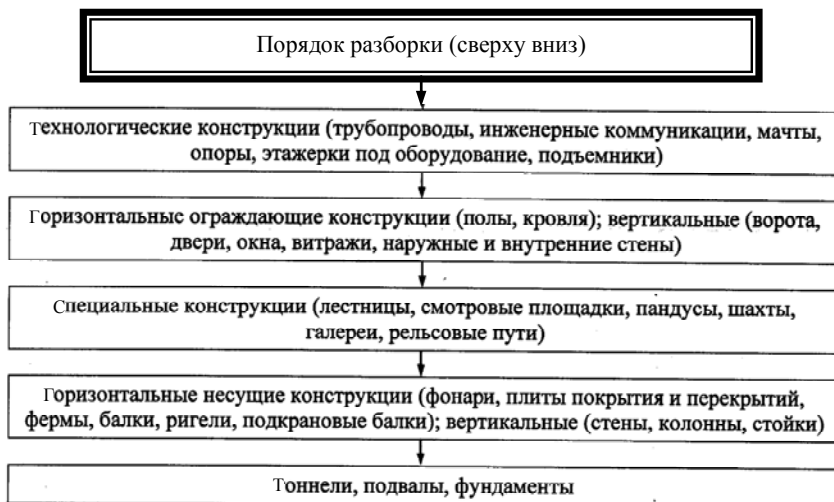 Порядок разборки (сверху вниз)
Технологические конструкции (трубопроводы, инженерные коммуникации, мачты,
опоры, этажерки под оборудование, подъемники)
Горизонтальные ограждающие конструкции (полы, кровля); вертикальные (ворота,
двери, окна, витражи, наружные и внутренние стены)
Специальные конструкции (лестницы, смотровые площадки, пандусы, шахты,
галереи, рельсовые пути)
Горизонтальные несущие конструкции (фонари, плиты покрытия и перекрытий,
фермы, балки, ригели, подкрановые балки); вертикальные (стены, колонны, стойки)
Тоннели, подвалы, фундаменты